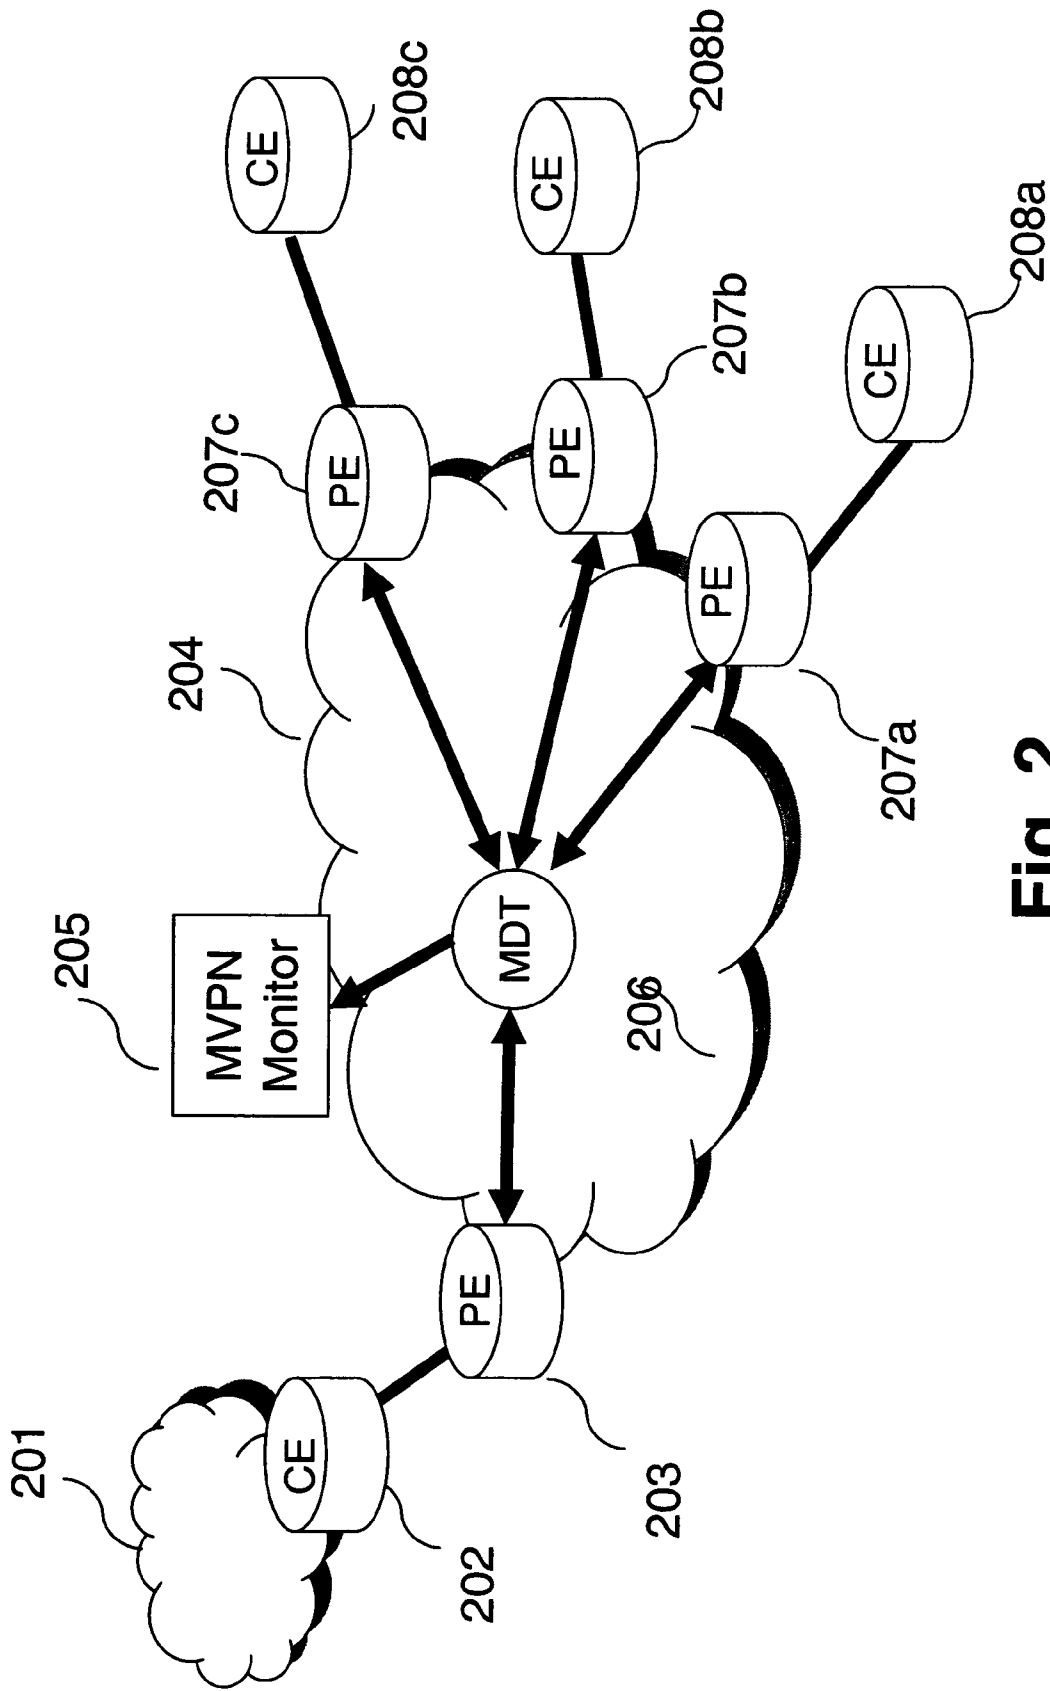 201
CE
202
PE
203
205
MVPN
Monitor
204
MDT
206
207c
PE
PE
207b
PE
207a
CE
208c
CE
208b
CE
208a
Fig. 2